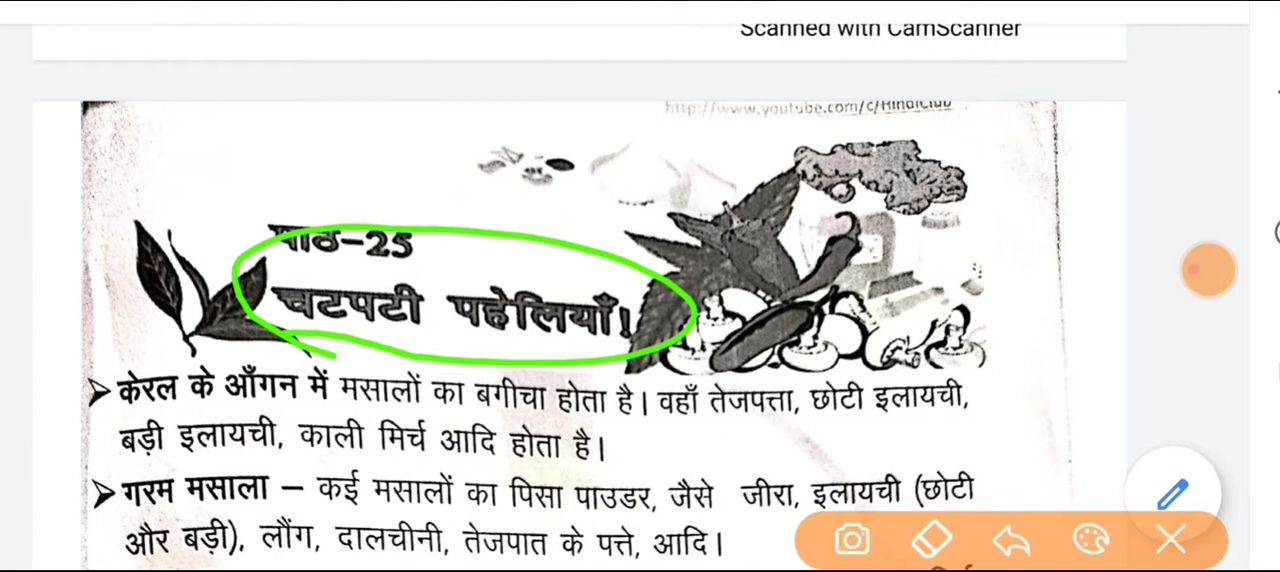 Scanned with CamScanner
http://www.youtube.com/c/HindiClub
पाठ-25
चटपटी पहेलियाँ।
➤ केरल के आँगन में मसालों का बगीचा होता है। वहाँ तेजपत्ता, छोटी इलायची,
बड़ी इलायची, काली मिर्च आदि होता है।
➤ गरम मसाला – कई मसालों का पिसा पाउडर, जैसे जीरा, इलायची (छोटी
और बड़ी), लौंग, दालचीनी, तेजपात के पत्ते, आदि।